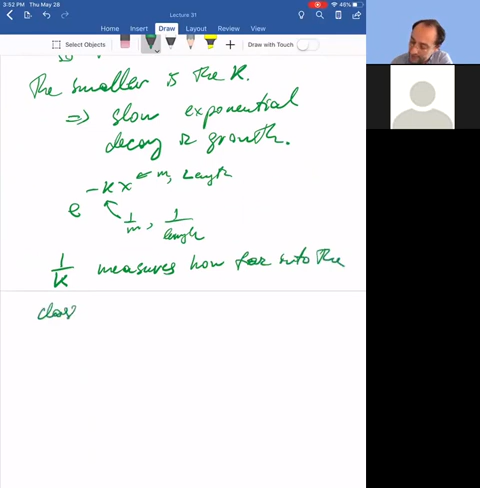 3:52 PM Thu May 28
46%
Lecture 31
Home Insert Draw Layout Review View
Select Objects
Draw with Touch
The smaller is the K.
⇒ slow exponential
decay or growth.
e^-Kx ← m, Length
1/m, 1/length
1/K measures how far into the